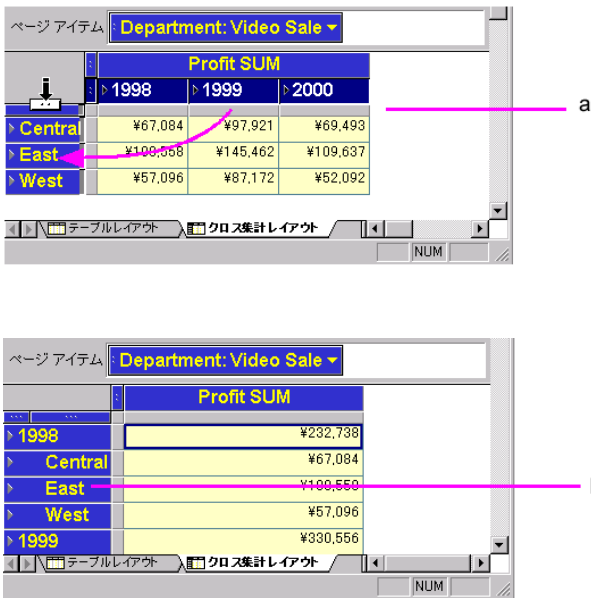 ページ アイテム Department: Video Sale
Profit SUM
1998 1999 2000
a
Central ¥67,084 ¥97,921 ¥69,493
East ¥145,462 ¥109,637
West ¥57,096 ¥87,172 ¥52,092
テーブルレイアウト クロス集計レイアウト
NUM
ページ アイテム Department: Video Sale
Profit SUM
1998 ¥232,738
Central ¥67,084
East
West ¥57,096
1999 ¥330,556
テーブルレイアウト クロス集計レイアウト
NUM